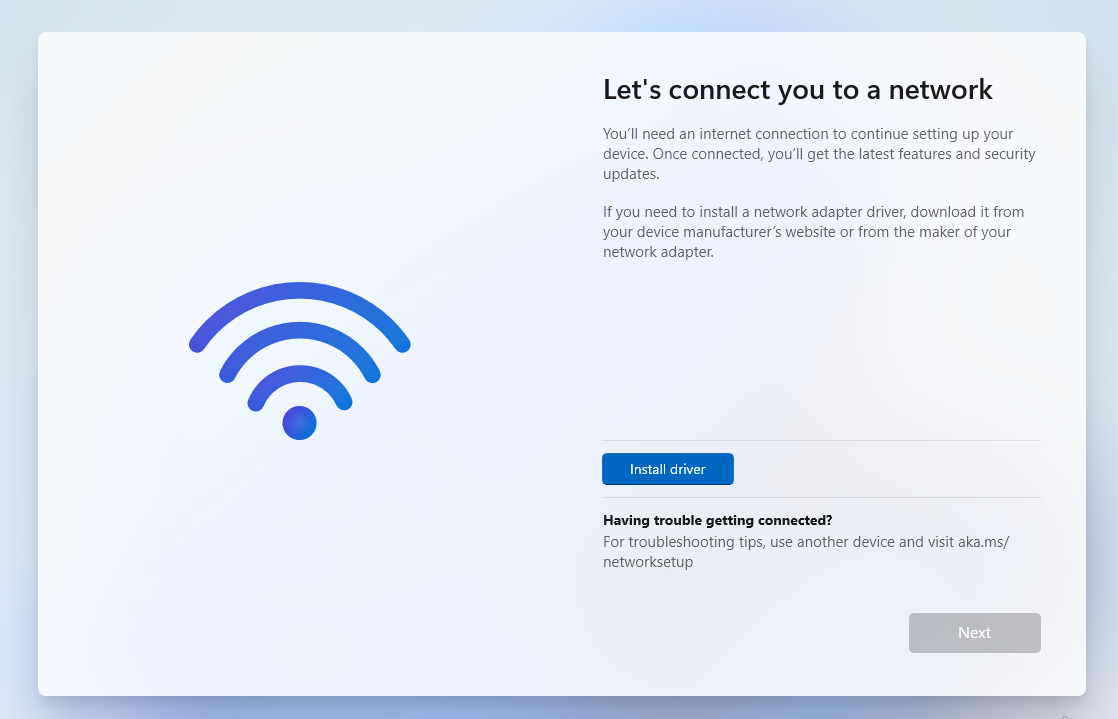 Let's connect you to a network
You’ll need an internet connection to continue setting up your
device. Once connected, you’ll get the latest features and security
updates.
If you need to install a network adapter driver, download it from
your device manufacturer’s website or from the maker of your
network adapter.
Install driver
Having trouble getting connected?
For troubleshooting tips, use another device and visit aka.ms/
networksetup
Next